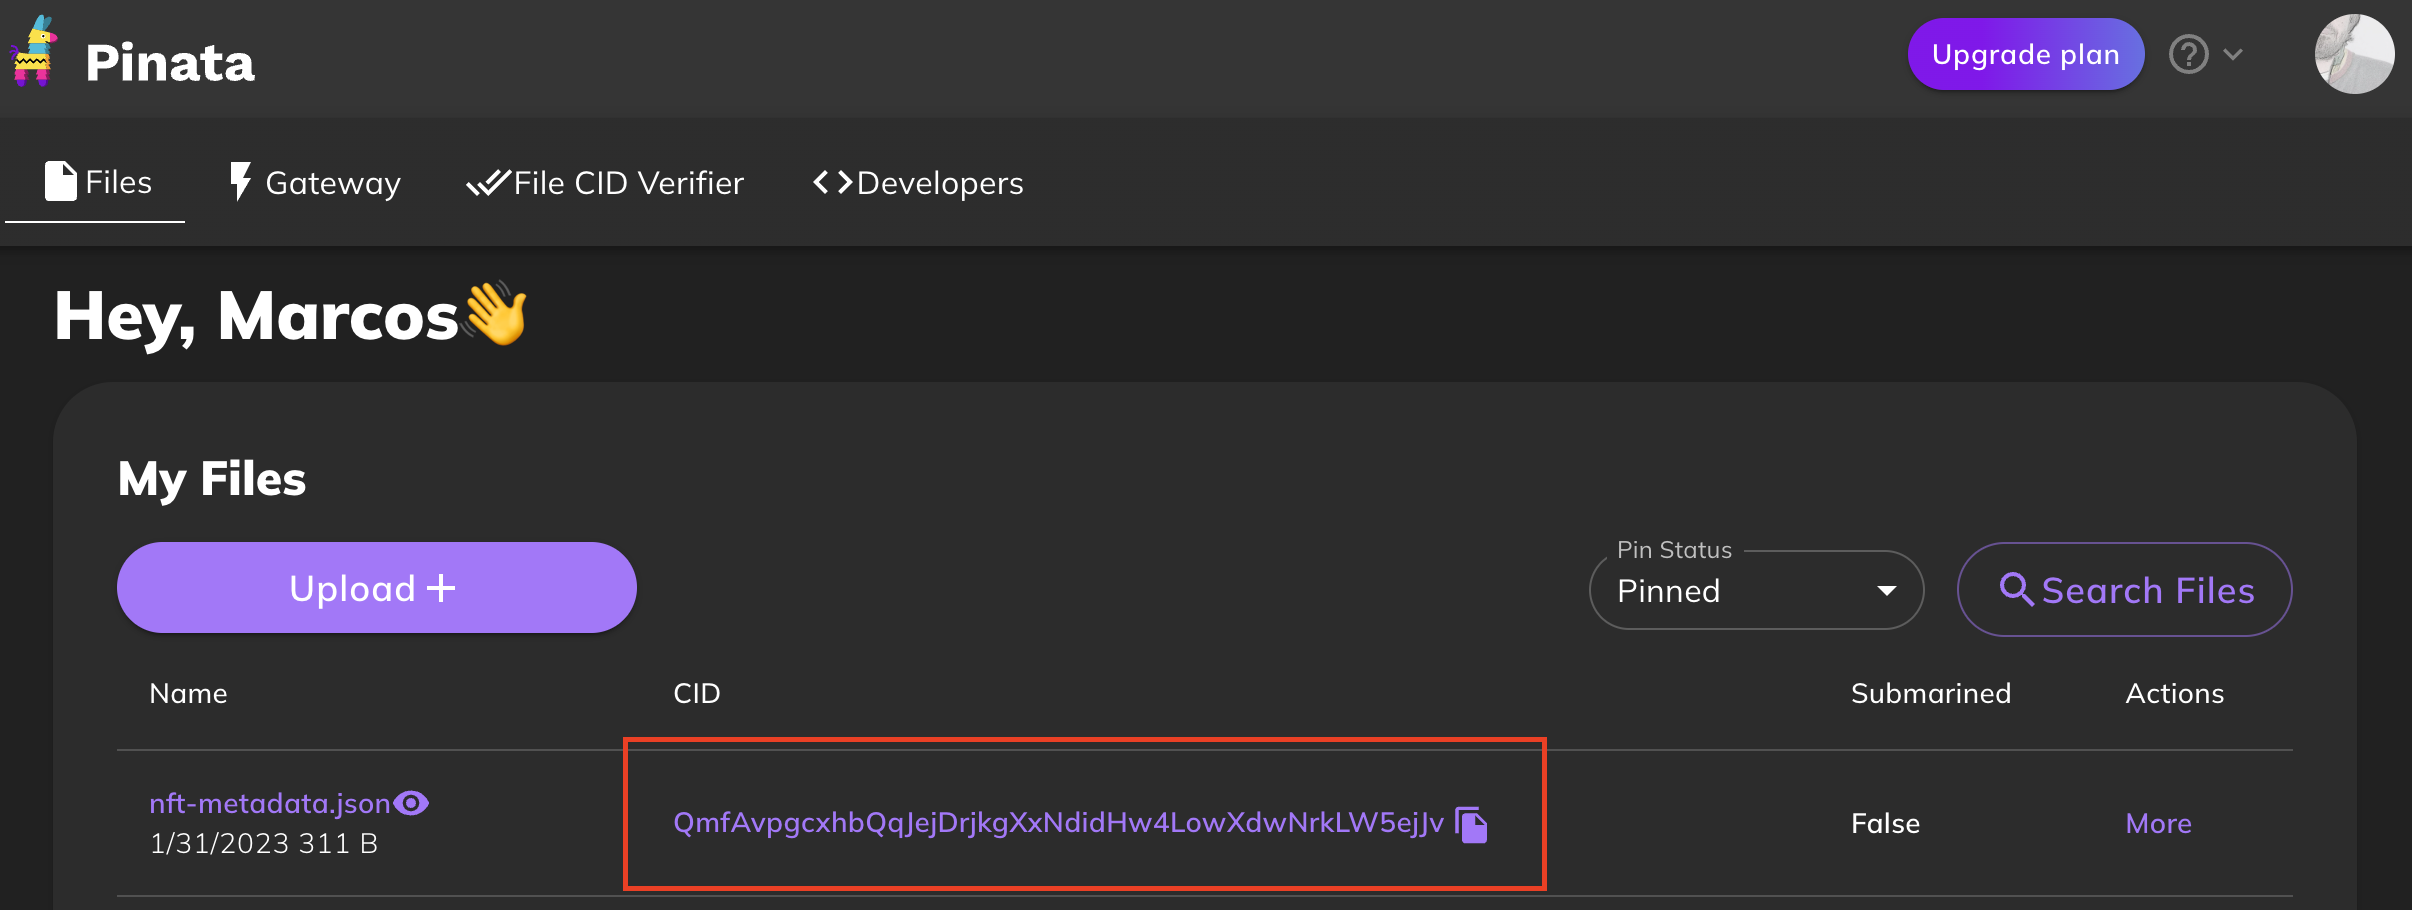 Pinata
Upgrade plan
Files
Gateway
File CID Verifier
Developers
Hey, Marcos👋
My Files
Upload +
Pin Status
Pinned
Search Files
Name
CID
Submarined
Actions
nft-metadata.json
QmfAvpgcxhbQqJejDrjkgXxNdidHw4LowXdwNrkLW5ejJv
False
More
1/31/2023 311 B